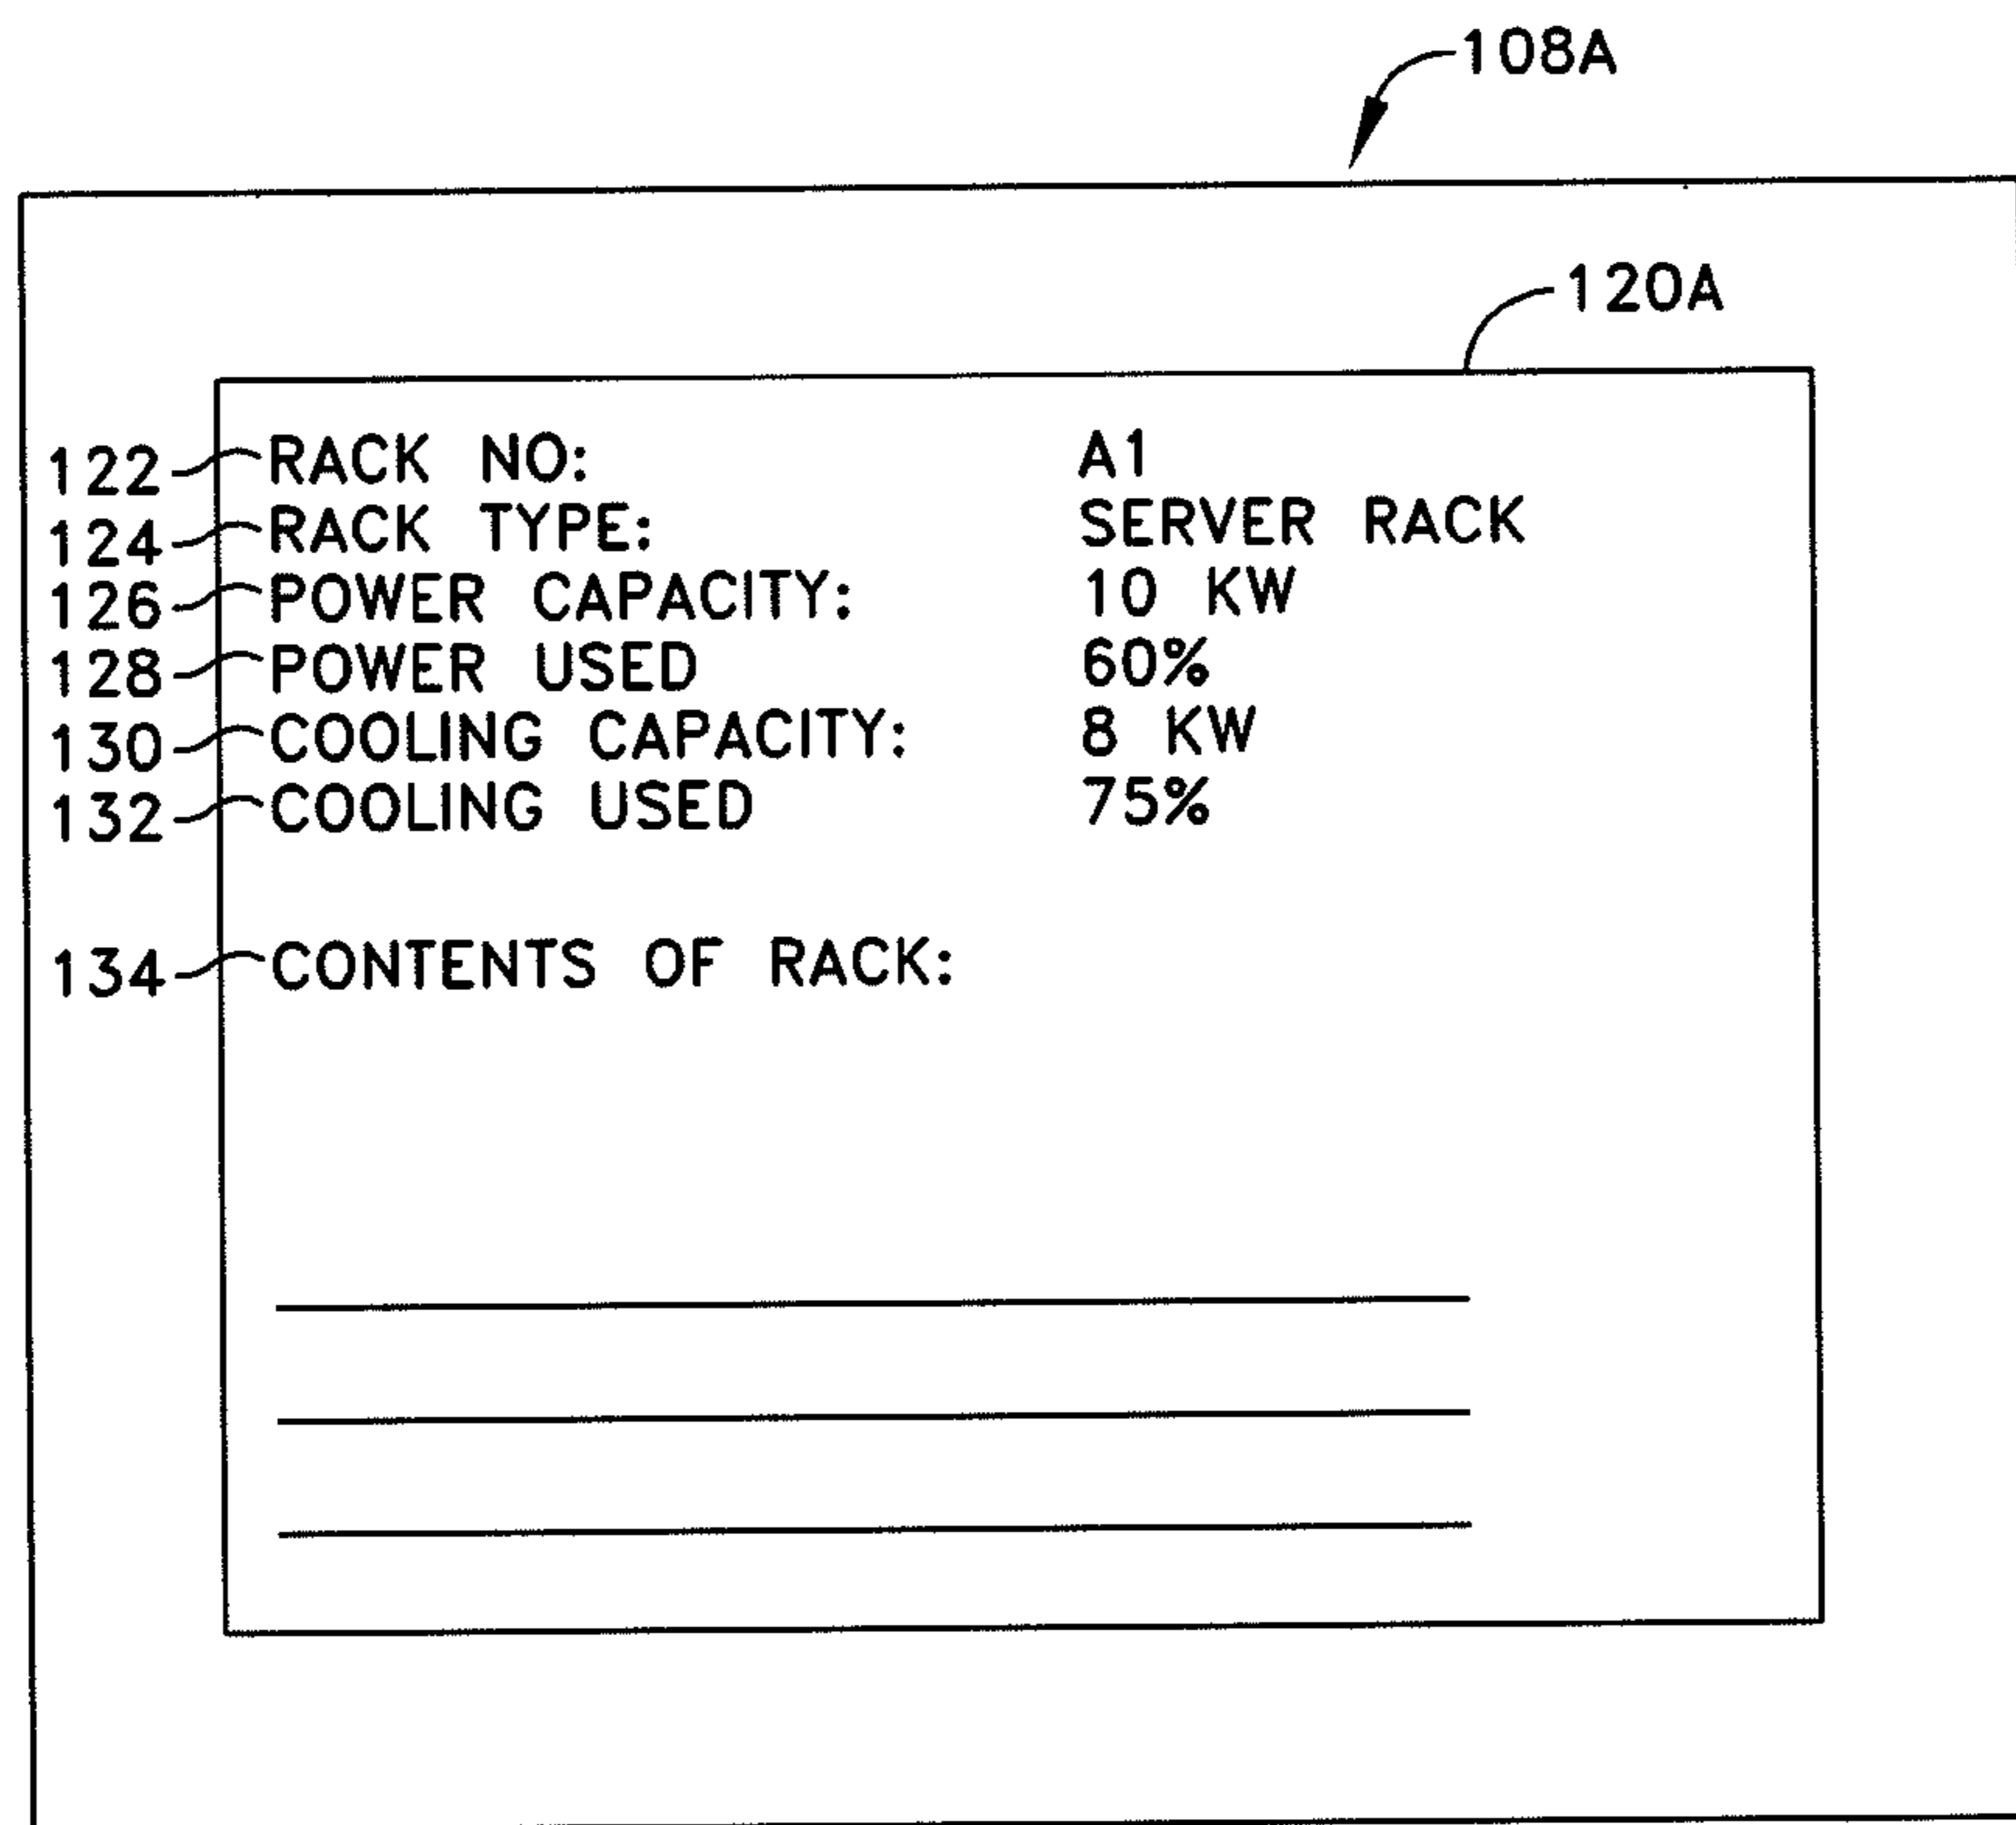 108A
120A
122 RACK NO: A1
124 RACK TYPE: SERVER RACK
126 POWER CAPACITY: 10 KW
128 POWER USED 60%
130 COOLING CAPACITY: 8 KW
132 COOLING USED 75%
134 CONTENTS OF RACK: